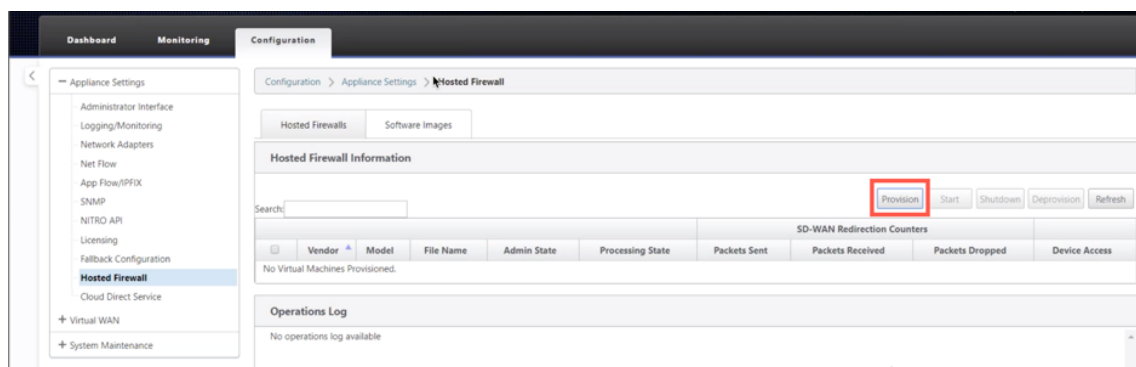 Dashboard Monitoring Configuration
Appliance Settings
Administrator Interface
Logging/Monitoring
Network Adapters
Net Flow
App Flow/IPFIX
SNMP
NITRO API
Licensing
Fallback Configuration
Hosted Firewall
Cloud Direct Service
Virtual WAN
System Maintenance
Configuration > Appliance Settings > Hosted Firewall
Hosted Firewalls Software Images
Hosted Firewall Information
Provision Start Shutdown Deprovision Refresh
Search:
SD-WAN Redirection Counters
Vendor Model File Name Admin State Processing State Packets Sent Packets Received Packets Dropped Device Access
No Virtual Machines Provisioned.
Operations Log
No operations log available